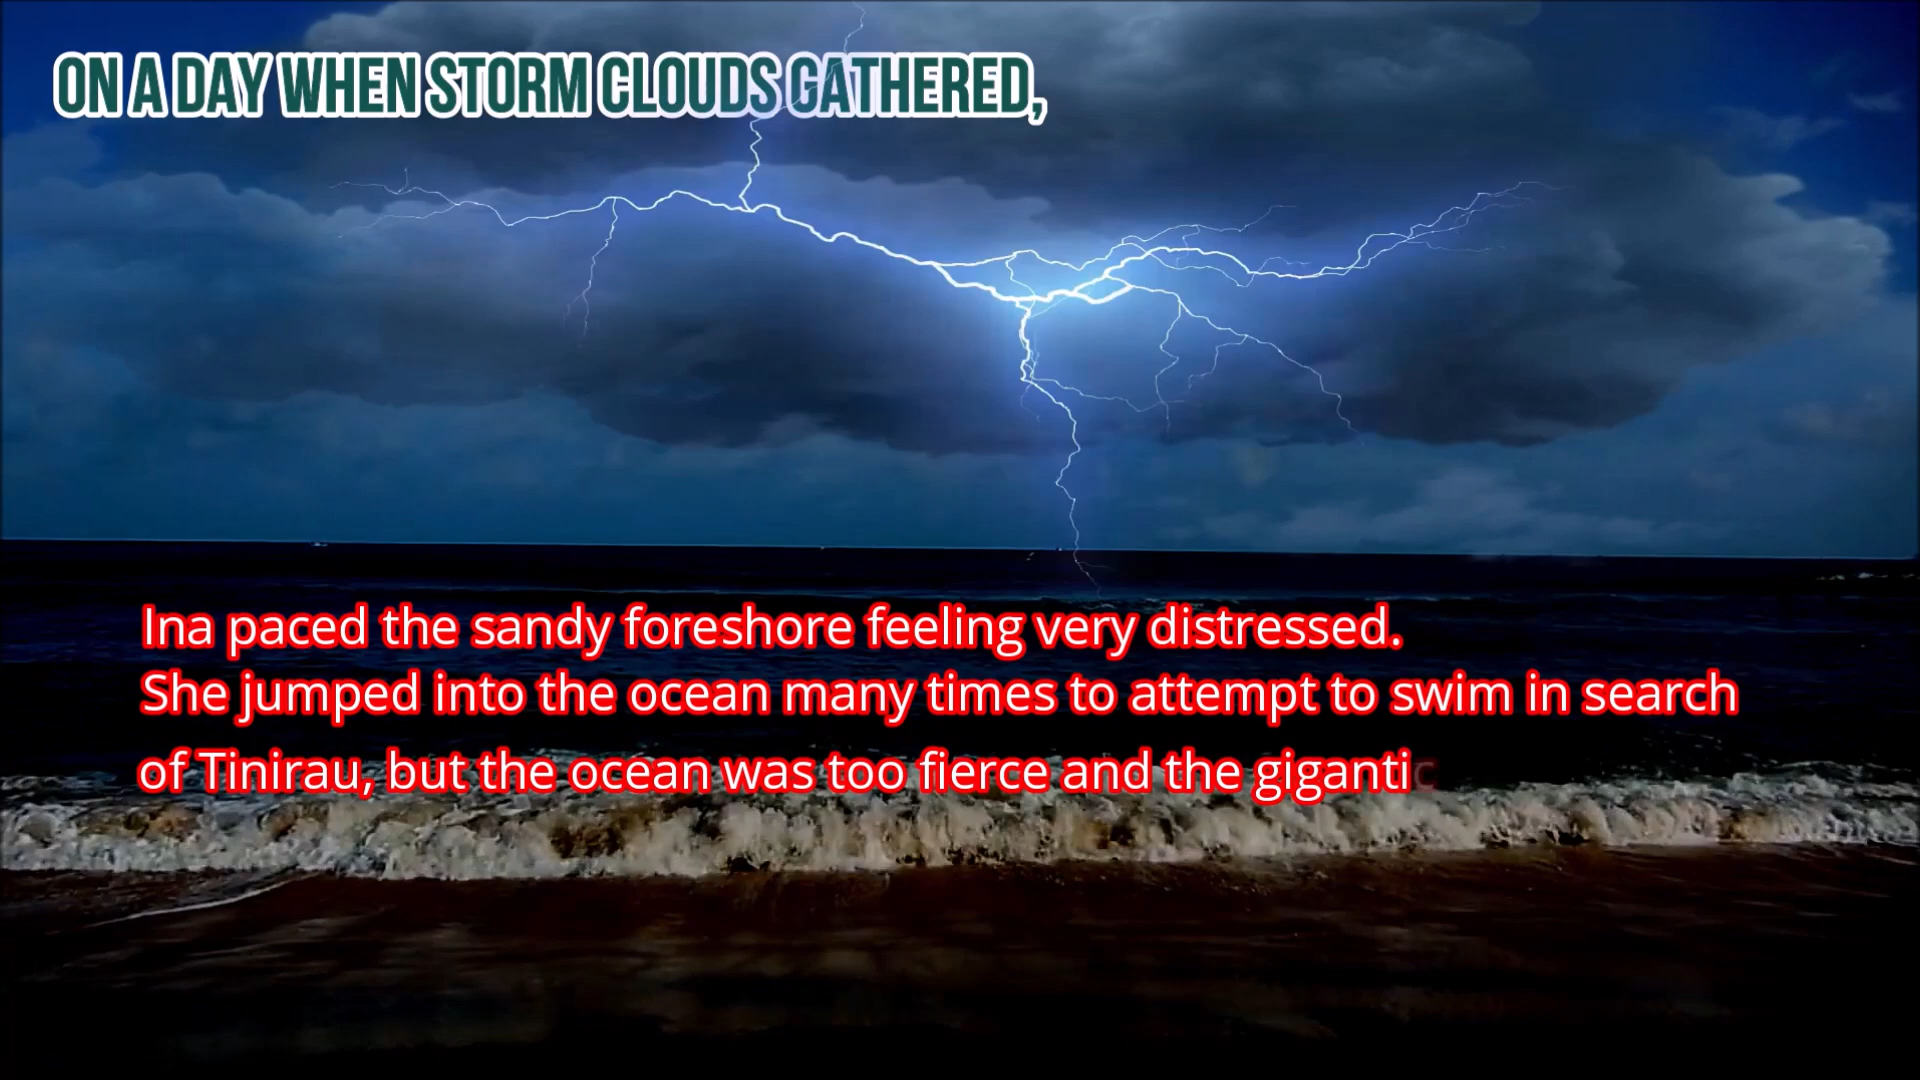 ON A DAY WHEN STORM CLOUDS GATHERED,
Ina paced the sandy foreshore feeling very distressed.
She jumped into the ocean many times to attempt to swim in search
of Tinirau, but the ocean was too fierce and the gigantic